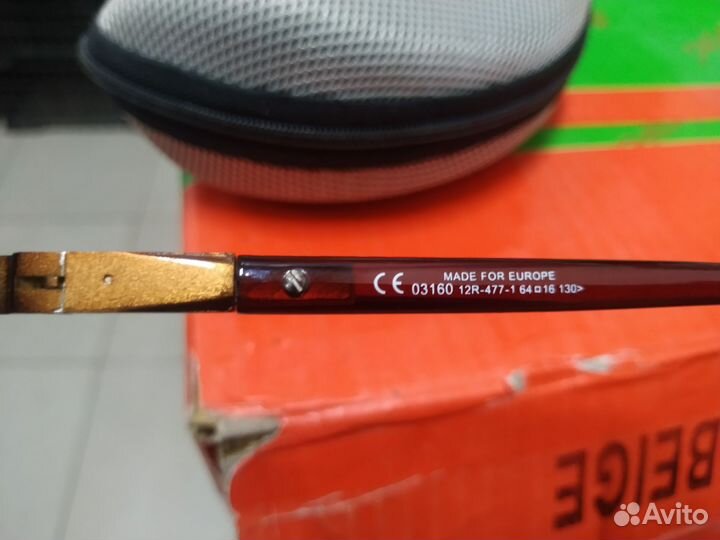 CE MADE FOR EUROPE
03160 12R-477-1 64□16 130>
BEIGE
Avito